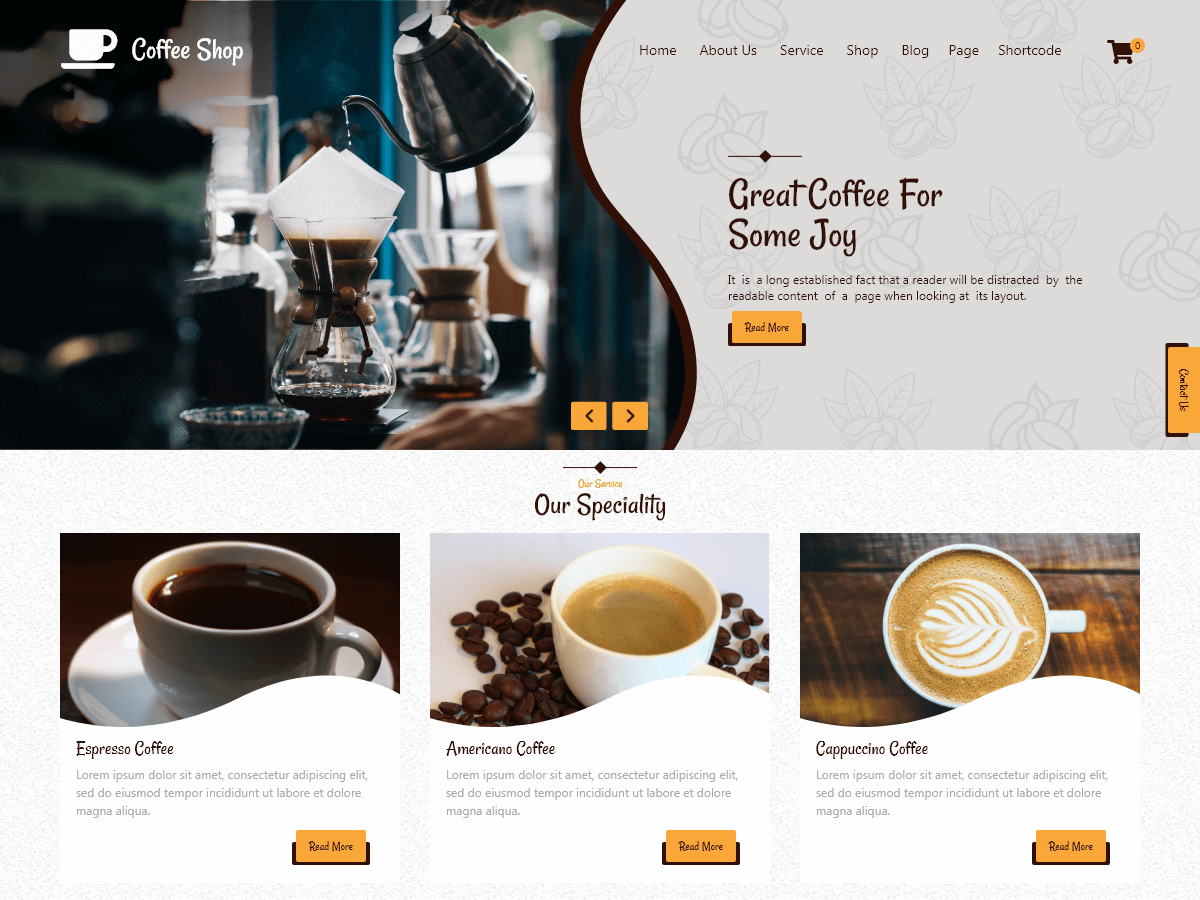 Coffee Shop
Home About Us Service Shop Blog Page Shortcode
0
Great Coffee For
Some Joy
It is a long established fact that a reader will be distracted by the
readable content of a page when looking at its layout.
Read More
Contact Us
Our Service
Our Speciality
Espresso Coffee
Lorem ipsum dolor sit amet, consectetur adipiscing elit,
sed do eiusmod tempor incididunt ut labore et dolore
magna aliqua.
Read More
Americano Coffee
Lorem ipsum dolor sit amet, consectetur adipiscing elit,
sed do eiusmod tempor incididunt ut labore et dolore
magna aliqua.
Read More
Cappuccino Coffee
Lorem ipsum dolor sit amet, consectetur adipiscing elit,
sed do eiusmod tempor incididunt ut labore et dolore
magna aliqua.
Read More